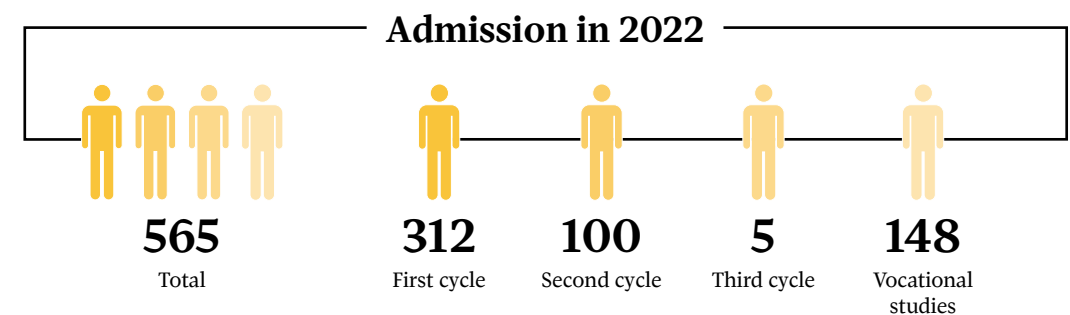 Admission in 2022
565
Total
312
First cycle
100
Second cycle
5
Third cycle
148
Vocational
studies